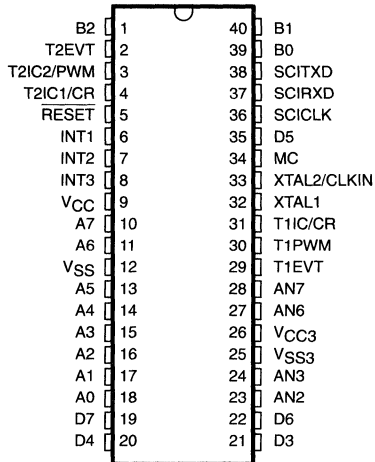 B2 1 40 B1
T2EVT 2 39 B0
T2IC2/PWM 3 38 SCITXD
T2IC1/CR 4 37 SCIRXD
RESET 5 36 SCICLK
INT1 6 35 D5
INT2 7 34 MC
INT3 8 33 XTAL2/CLKIN
VCC 9 32 XTAL1
A7 10 31 T1IC/CR
A6 11 30 T1PWM
VSS 12 29 T1EVT
A5 13 28 AN7
A4 14 27 AN6
A3 15 26 VCC3
A2 16 25 VSS3
A1 17 24 AN3
A0 18 23 AN2
D7 19 22 D6
D4 20 21 D3